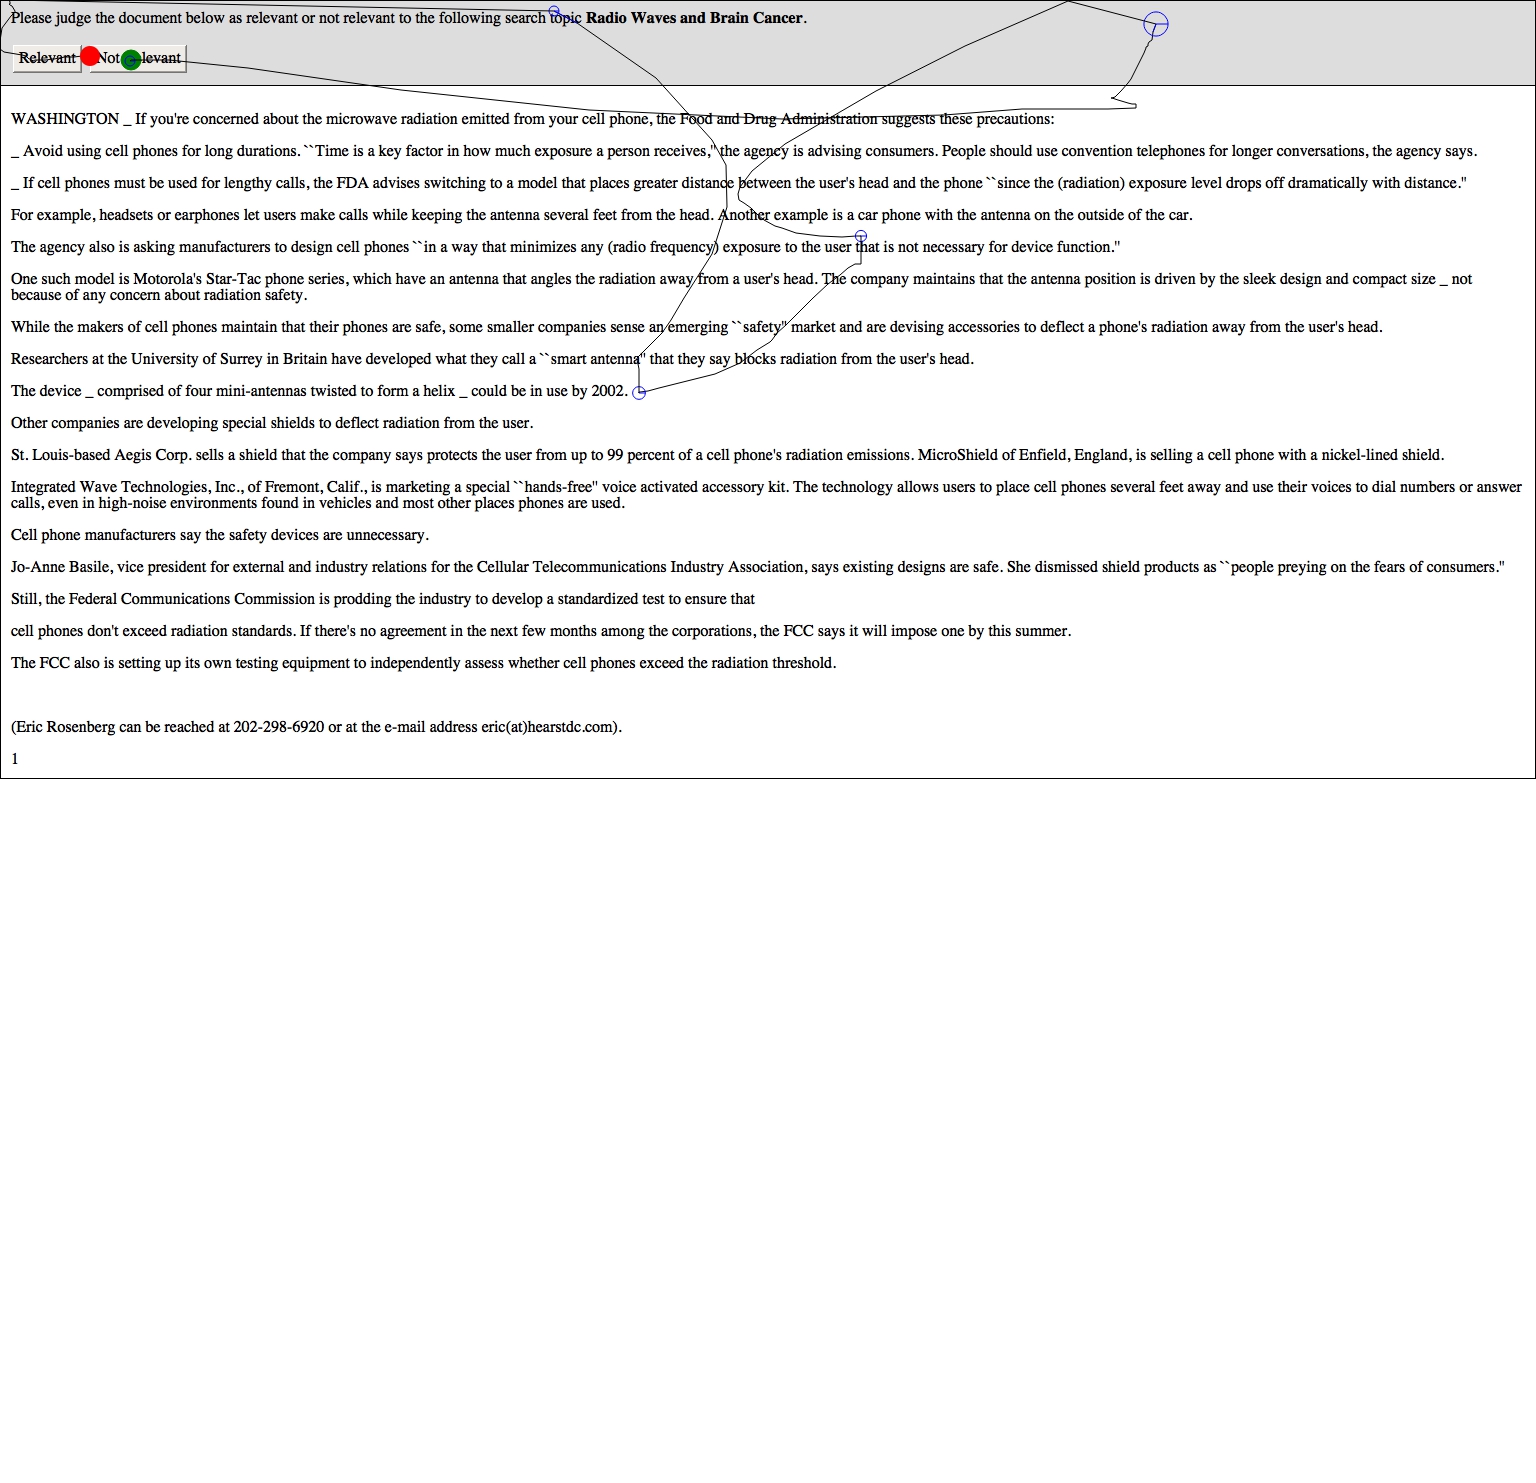 Please judge the document below as relevant or not relevant to the following search topic Radio Waves and Brain Cancer.
Relevant Not
WASHINGTON _ If you're concerned about the microwave radiation emitted from your cell phone, the Food and Drug Administration suggests these precautions:
_ Avoid using cell phones for long durations. ``Time is a key factor in how much exposure a person receives,'' the agency is advising consumers. People should use convention telephones for longer conversations, the agency says.
_ If cell phones must be used for lengthy calls, the FDA advises switching to a model that places greater distance between the user's head and the phone ``since the (radiation) exposure level drops off dramatically with distance.''
For example, headsets or earphones let users make calls while keeping the antenna several feet from the head. Another example is a car phone with the antenna on the outside of the car.
The agency also is asking manufacturers to design cell phones ``in a way that minimizes any (radio frequency) exposure to the user that is not necessary for device function.''
One such model is Motorola's Star-Tac phone series, which have an antenna that angles the radiation away from a user's head. The company maintains that the antenna position is driven by the sleek design and compact size _ not
because of any concern about radiation safety.
While the makers of cell phones maintain that their phones are safe, some smaller companies sense an emerging ``safety'' market and are devising accessories to deflect a phone's radiation away from the user's head.
Researchers at the University of Surrey in Britain have developed what they call a ``smart antenna'' that they say blocks radiation from the user's head.
The device _ comprised of four mini-antennas twisted to form a helix _ could be in use by 2002.
Other companies are developing special shields to deflect radiation from the user.
St. Louis-based Aegis Corp. sells a shield that the company says protects the user from up to 99 percent of a cell phone's radiation emissions. MicroShield of Enfield, England, is selling a cell phone with a nickel-lined shield.
Integrated Wave Technologies, Inc., of Fremont, Calif., is marketing a special ``hands-free'' voice activated accessory kit. The technology allows users to place cell phones several feet away and use their voices to dial numbers or answer
calls, even in high-noise environments found in vehicles and most other places phones are used.
Cell phone manufacturers say the safety devices are unnecessary.
Jo-Anne Basile, vice president for external and industry relations for the Cellular Telecommunications Industry Association, says existing designs are safe. She dismissed shield products as ``people preying on the fears of consumers.''
Still, the Federal Communications Commission is prodding the industry to develop a standardized test to ensure that
cell phones don't exceed radiation standards. If there's no agreement in the next few months among the corporations, the FCC says it will impose one by this summer.
The FCC also is setting up its own testing equipment to independently assess whether cell phones exceed the radiation threshold.
(Eric Rosenberg can be reached at 202-298-6920 or at the e-mail address eric(at)hearstdc.com).
1